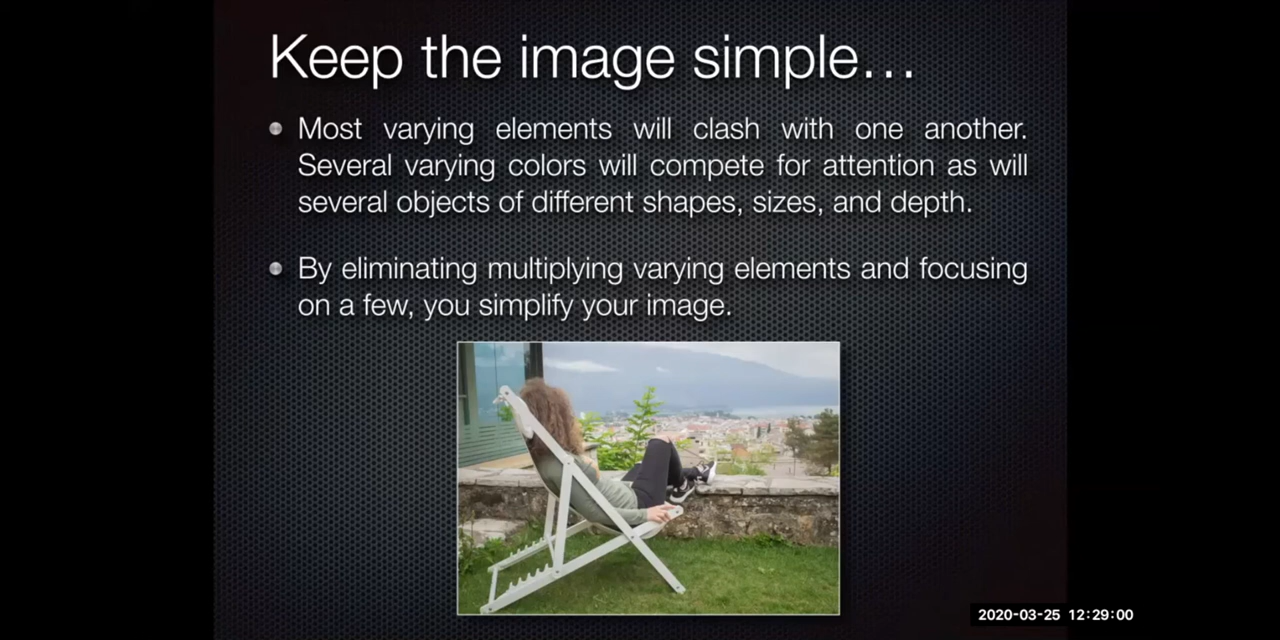 Keep the image simple…
Most varying elements will clash with one another.
Several varying colors will compete for attention as will
several objects of different shapes, sizes, and depth.
By eliminating multiplying varying elements and focusing
on a few, you simplify your image.
2020-03-25 12:29:00